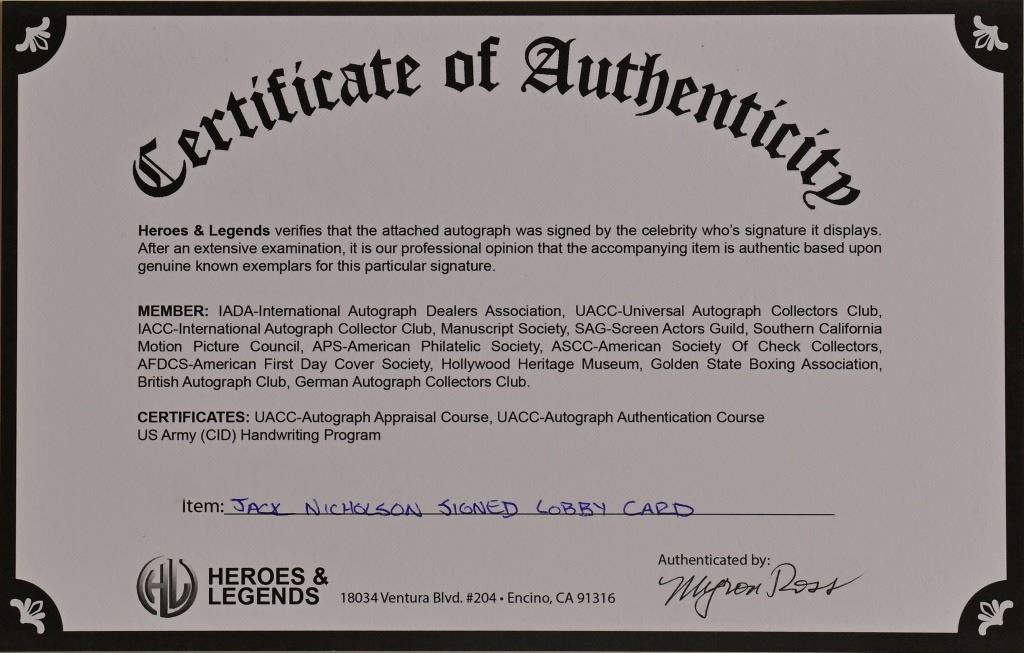 Certificate of Authenticity
Heroes & Legends verifies that the attached autograph was signed by the celebrity who's signature it displays.
After an extensive examination, it is our professional opinion that the accompanying item is authentic based upon
genuine known exemplars for this particular signature.
MEMBER: IADA-International Autograph Dealers Association, UACC-Universal Autograph Collectors Club,
IACC-International Autograph Collector Club, Manuscript Society, SAG-Screen Actors Guild, Southern California
Motion Picture Council, APS-American Philatelic Society, ASCC-American Society Of Check Collectors,
AFDCS-American First Day Cover Society, Hollywood Heritage Museum, Golden State Boxing Association,
British Autograph Club, German Autograph Collectors Club.
CERTIFICATES: UACC-Autograph Appraisal Course, UACC-Autograph Authentication Course
US Army (CID) Handwriting Program
Item: JACK NICHOLSON SIGNED LOBBY CARD
HL HEROES &
LEGENDS
18034 Ventura Blvd. #204 • Encino, CA 91316
Authenticated by:
Myron Ross